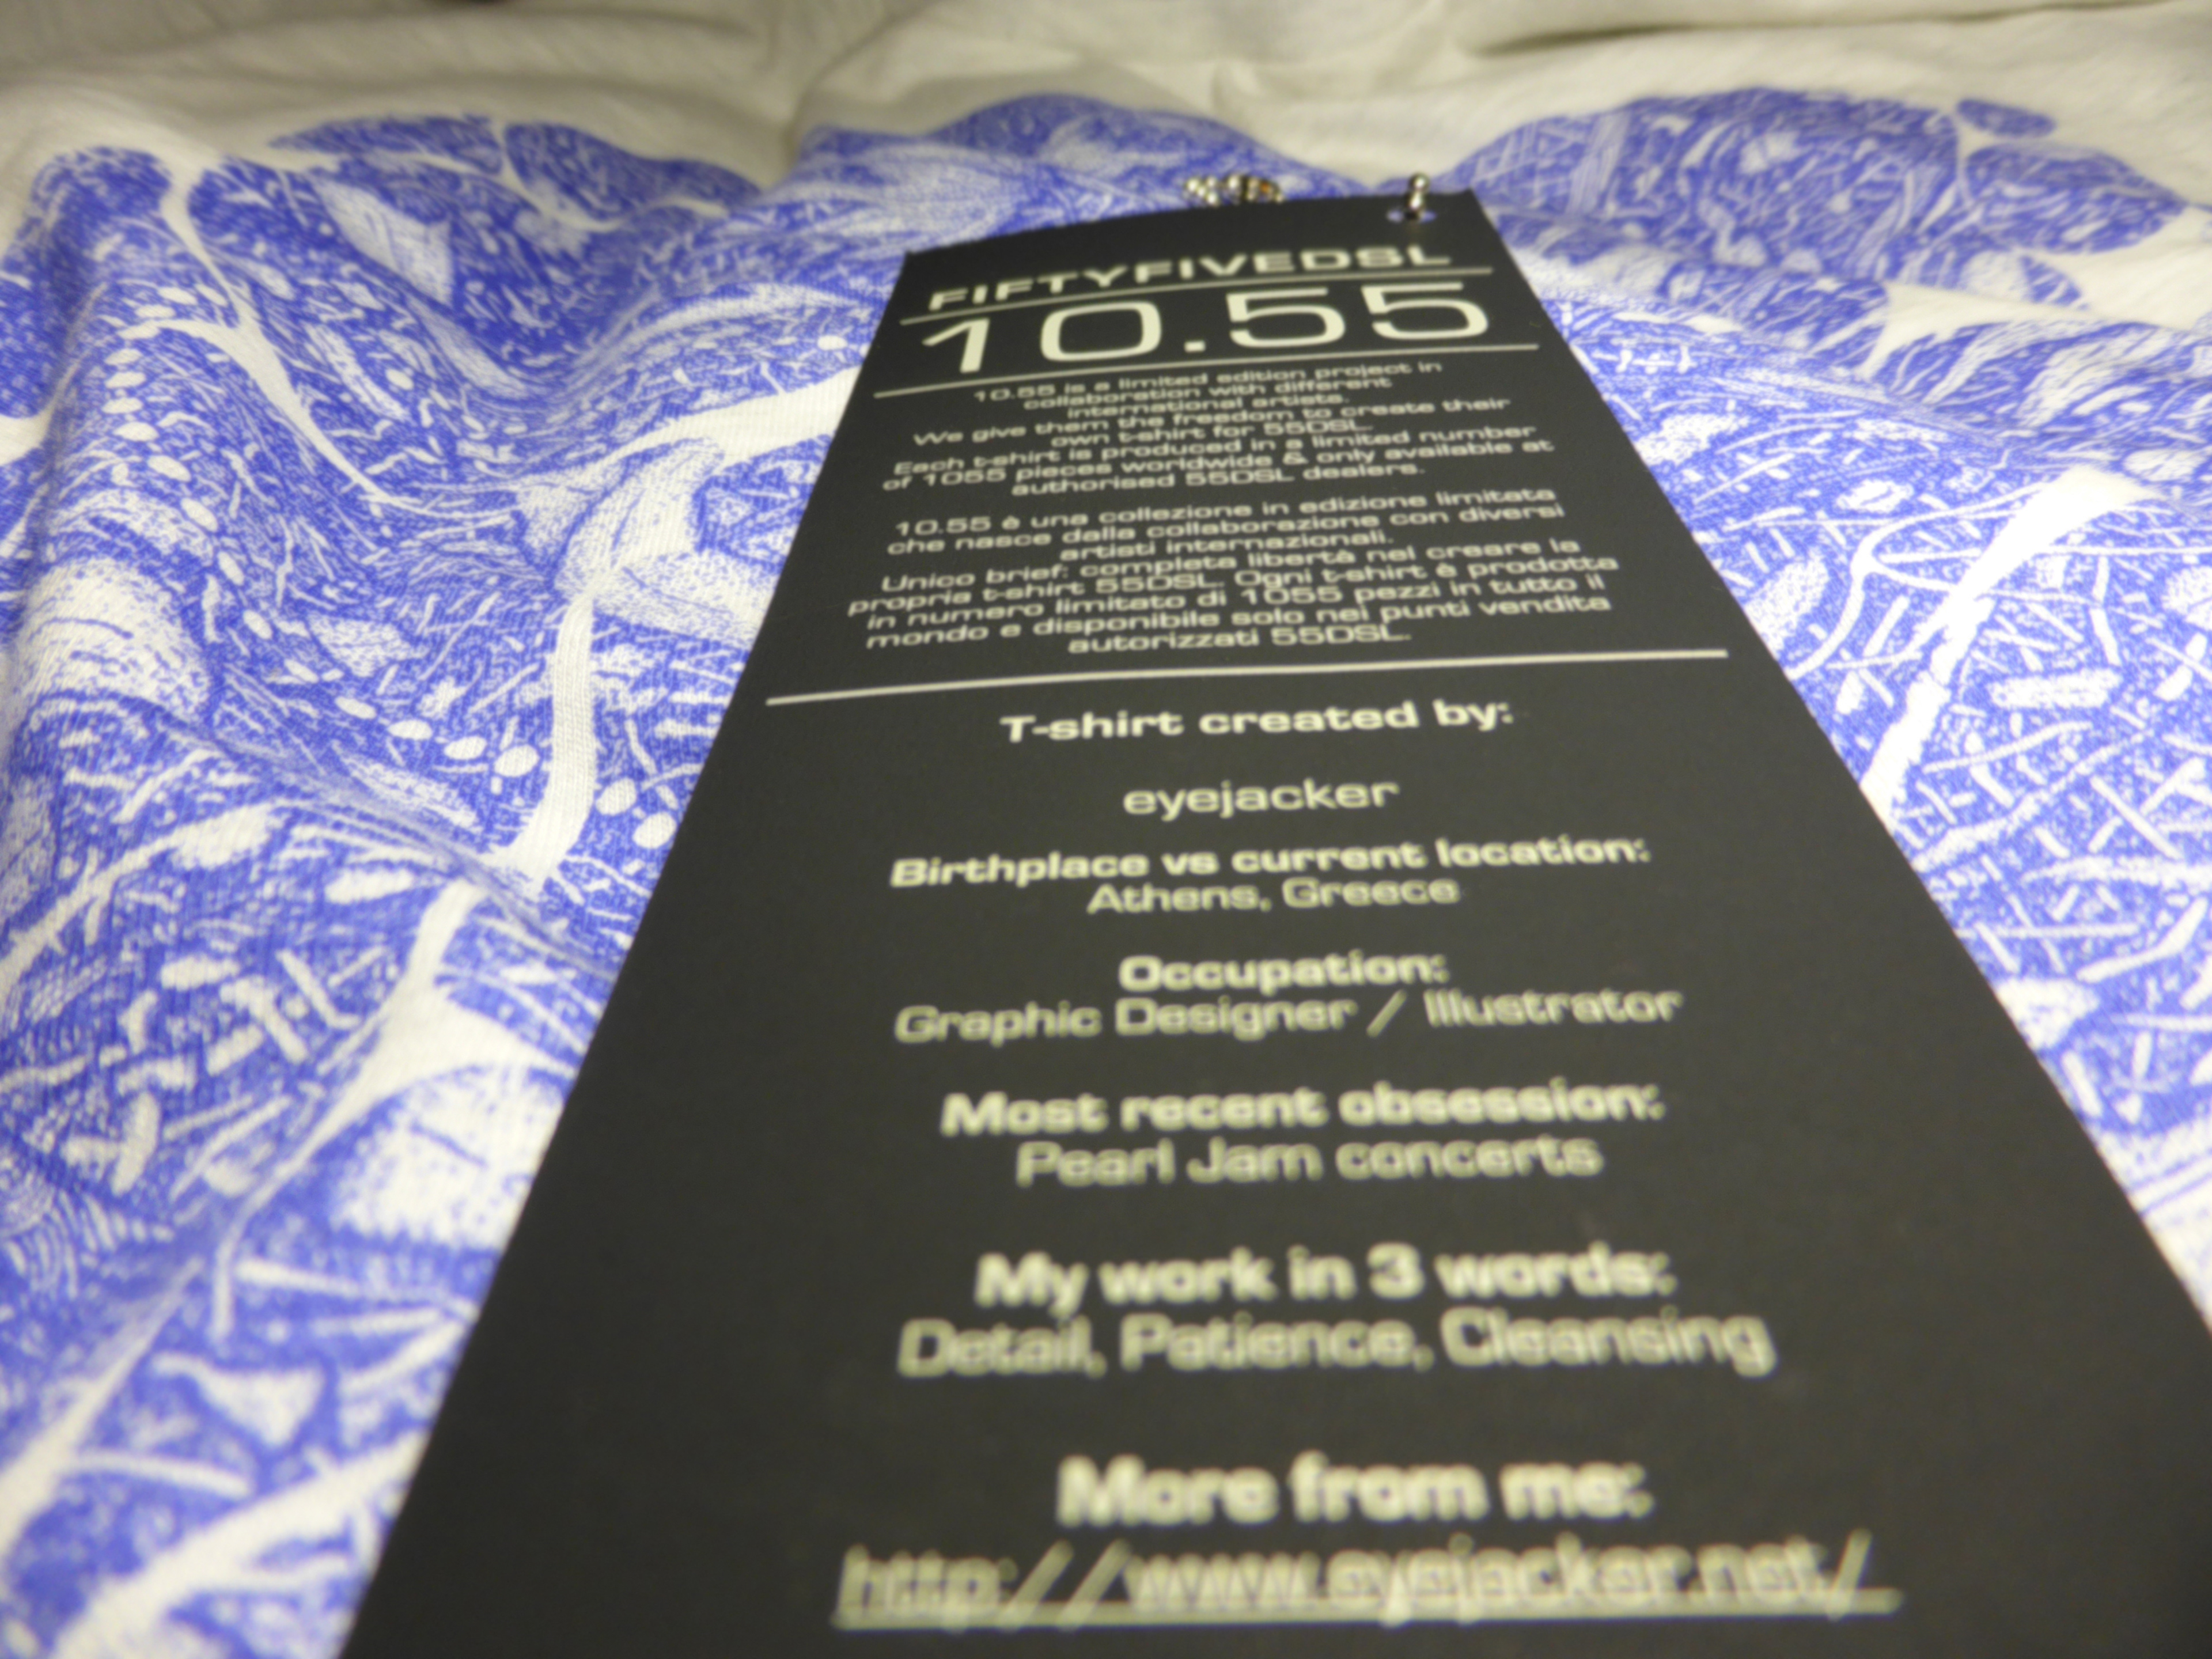 FIFTYFIVEDSL
10.55
10.55 is a limited edition project in
collaboration with different
international artists.
We give them the freedom to create their
own t-shirt for 55DSL.
Each t-shirt is produced in a limited number
of 1055 pieces worldwide & only available at
authorised 55DSL dealers.
10.55 è una collezione in edizione limitata
che nasce dalla collaborazione con diversi
artisti internazionali.
Unico brief: completa libertà nel creare la
propria t-shirt 55DSL. Ogni t-shirt è prodotta
in numero limitato di 1055 pezzi in tutto il
mondo e disponibile solo nei punti vendita
autorizzati 55DSL.
T-shirt created by:
eyejacker
Birthplace vs current location:
Athens, Greece
Occupation:
Graphic Designer / Illustrator
Most recent obsession:
Pearl Jam concerts
My work in 3 words:
Detail, Patience, Cleansing
More from me:
http://www.eyejacker.net/